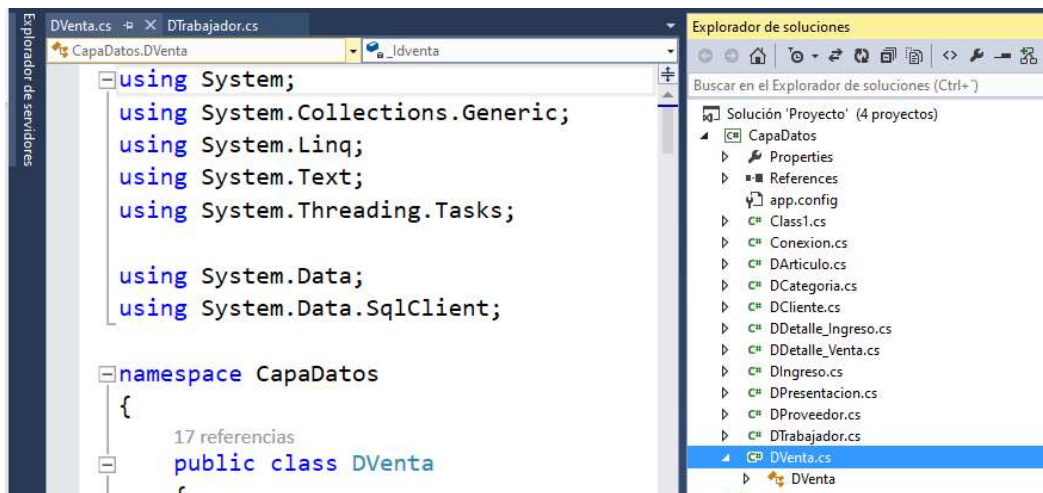 Explorador de servidores
DVenta.cs
DTrabajador.cs
CapaDatos.DVenta
_Idventa
using System;
using System.Collections.Generic;
using System.Linq;
using System.Text;
using System.Threading.Tasks;
using System.Data;
using System.Data.SqlClient;
namespace CapaDatos
{
17 referencias
public class DVenta
Explorador de soluciones
Buscar en el Explorador de soluciones (Ctrl+`)
Solución 'Proyecto' (4 proyectos)
C# CapaDatos
Properties
References
app.config
C# Class1.cs
C# Conexion.cs
C# DArticulo.cs
C# DCategoria.cs
C# DCliente.cs
C# DDetalle_Ingreso.cs
C# DDetalle_Venta.cs
C# DIngreso.cs
C# DPresentacion.cs
C# DProveedor.cs
C# DTrabajador.cs
C# DVenta.cs
DVenta